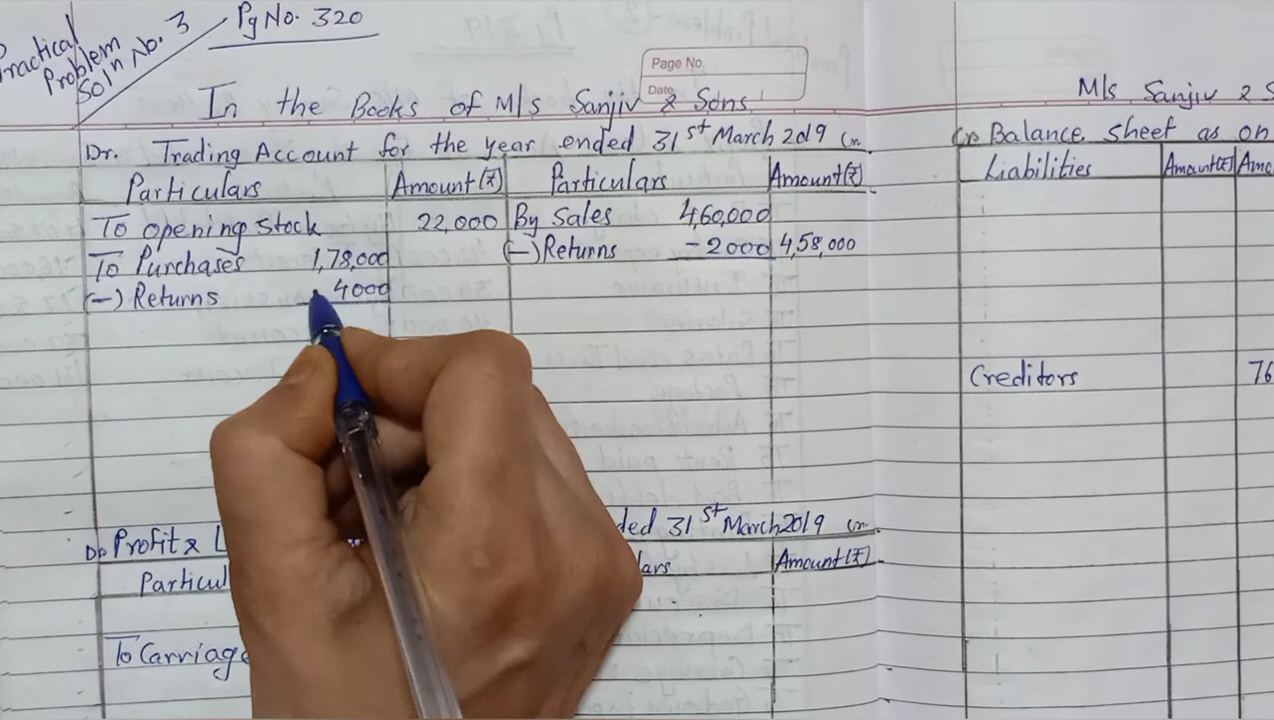 Practical
Problem
Soln No. 3
Pg No. 320
Page No.
Date
In the Books of M/s Sanjiv & Sons
Dr. Trading Account for the year ended 31st March 2019 Cr.
Particulars Amount (₹) Particulars Amount (₹)
To opening Stock 22,000 By Sales 4,60,000
To Purchases 1,78,000 (-) Returns - 2000 4,58,000
(-) Returns 4000
Dr. Profit & L ded 31st March 2019 Cr.
Particul lars Amount (₹)
To Carriage
M/s Sanjiv & S
Balance Sheet as on
Liabilities Amount (₹) Amo
Creditors 76